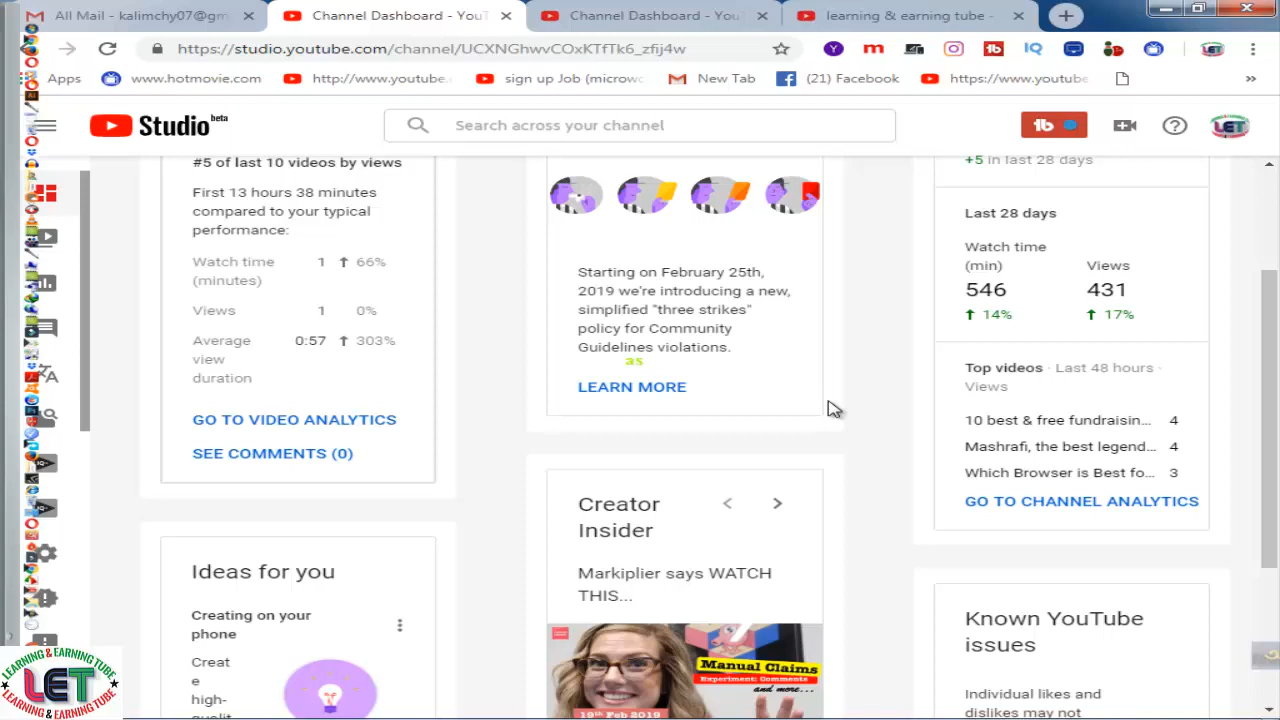 All Mail - kalimchy07@gm
Channel Dashboard - YouT
Channel Dashboard - YouT
learning & earning tube -
https://studio.youtube.com/channel/UCXNGhwvCOxKTfTk6_zfij4w
Apps
www.hotmovie.com
http://www.youtube.
sign up Job (microwo
New Tab
(21) Facebook
https://www.youtube
»
Studio beta
Search across your channel
#5 of last 10 videos by views
First 13 hours 38 minutes
compared to your typical
performance:
Watch time
(minutes)
1 66%
Views 1 0%
Average
view
duration
0:57 303%
GO TO VIDEO ANALYTICS
SEE COMMENTS (0)
Ideas for you
Creating on your
phone
Creat
e
high-
Starting on February 25th,
2019 we're introducing a new,
simplified "three strikes"
policy for Community
Guidelines violations.
as
LEARN MORE
Creator
Insider
Markiplier says WATCH
THIS...
Manual Claims
Experiment: Comments
and more...
19th Feb 2019
+5 in last 28 days
Last 28 days
Watch time
(min)
Views
546 431
14% 17%
Top videos · Last 48 hours ·
Views
10 best & free fundraisin... 4
Mashrafi, the best legend... 4
Which Browser is Best fo... 3
GO TO CHANNEL ANALYTICS
Known YouTube
issues
Individual likes and
dislikes may not
LEARNING & EARNING TUBE
LET
LEARNING & EARNING TUBE